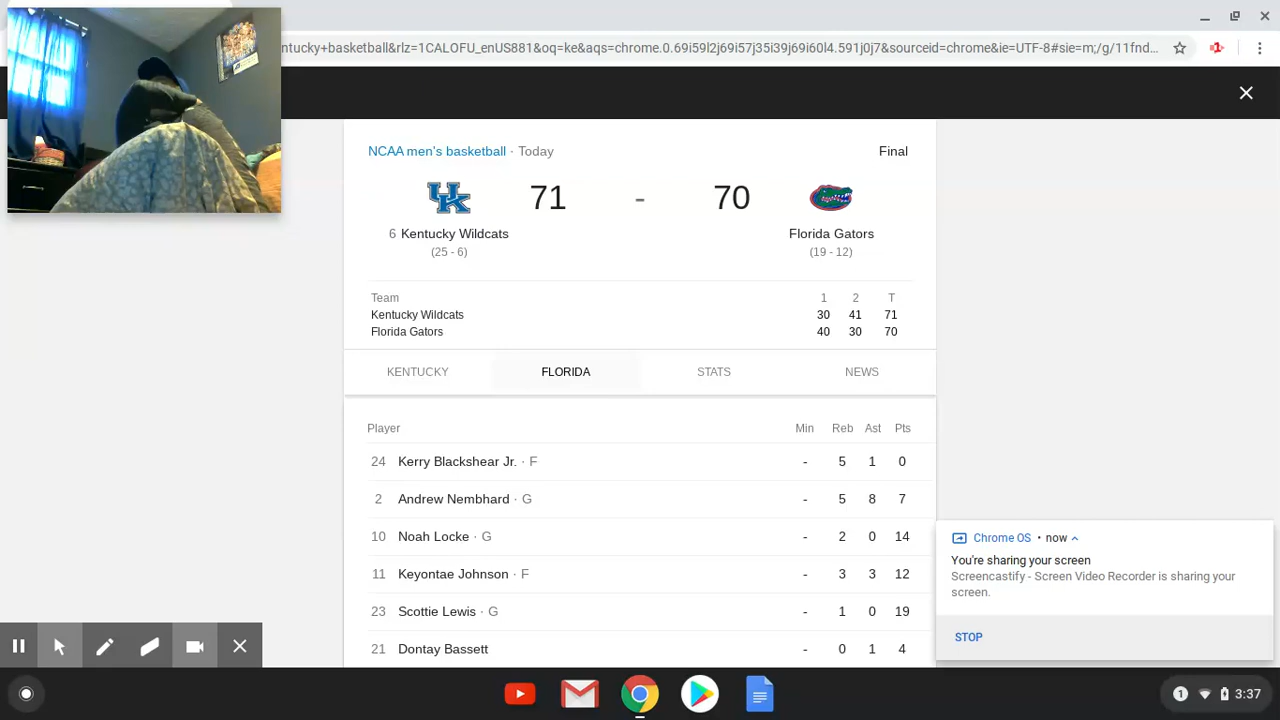 ntucky+basketball&rlz=1CALOFU_enUS881&oq=ke&aqs=chrome.0.69i59l2j69i57j35i39j69i60l4.591j0j7&sourceid=chrome&ie=UTF-8#sie=m;/g/11fnd...
NCAA men's basketball · Today Final
UK 71 - 70
6 Kentucky Wildcats Florida Gators
(25 - 6) (19 - 12)
Team 1 2 T
Kentucky Wildcats 30 41 71
Florida Gators 40 30 70
KENTUCKY FLORIDA STATS NEWS
Player Min Reb Ast Pts
24 Kerry Blackshear Jr. · F - 5 1 0
2 Andrew Nembhard · G - 5 8 7
10 Noah Locke · G - 2 0 14
11 Keyontae Johnson · F - 3 3 12
23 Scottie Lewis · G - 1 0 19
21 Dontay Bassett - 0 1 4
Chrome OS • now
You're sharing your screen
Screencastify - Screen Video Recorder is sharing your
screen.
STOP
1 3:37